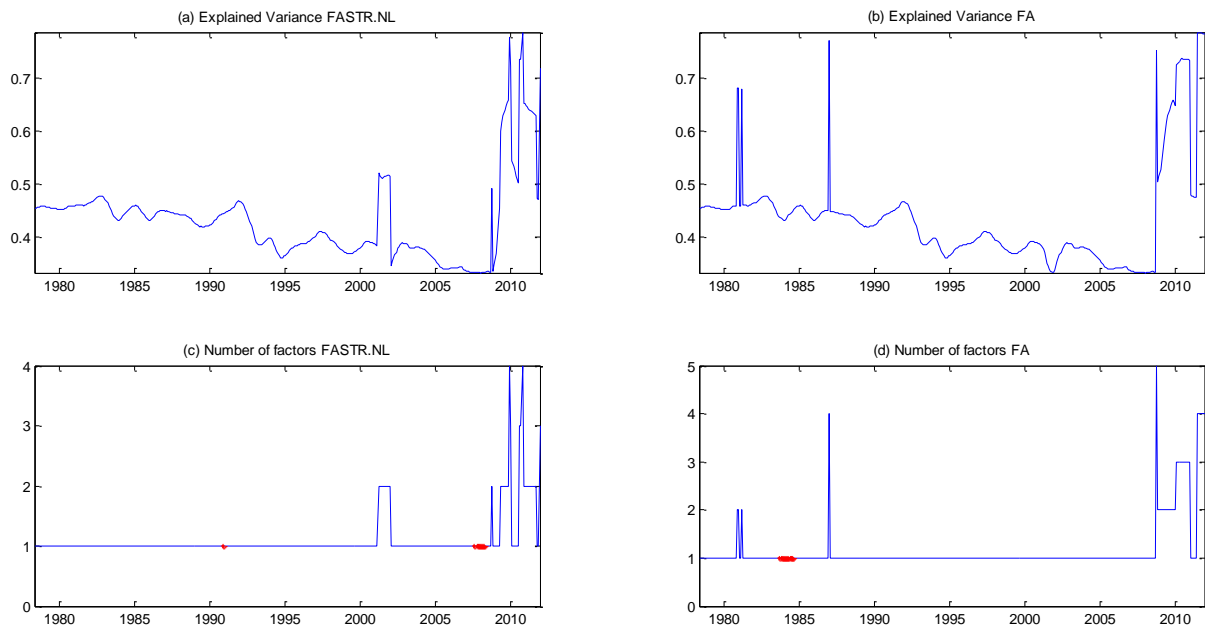 (a) Explained Variance FASTR.NL
0.7
0.6
0.5
0.4
1980 1985 1990 1995 2000 2005 2010
(b) Explained Variance FA
0.7
0.6
0.5
0.4
1980 1985 1990 1995 2000 2005 2010
(c) Number of factors FASTR.NL
4
3
2
1
0
1980 1985 1990 1995 2000 2005 2010
(d) Number of factors FA
5
4
3
2
1
0
1980 1985 1990 1995 2000 2005 2010